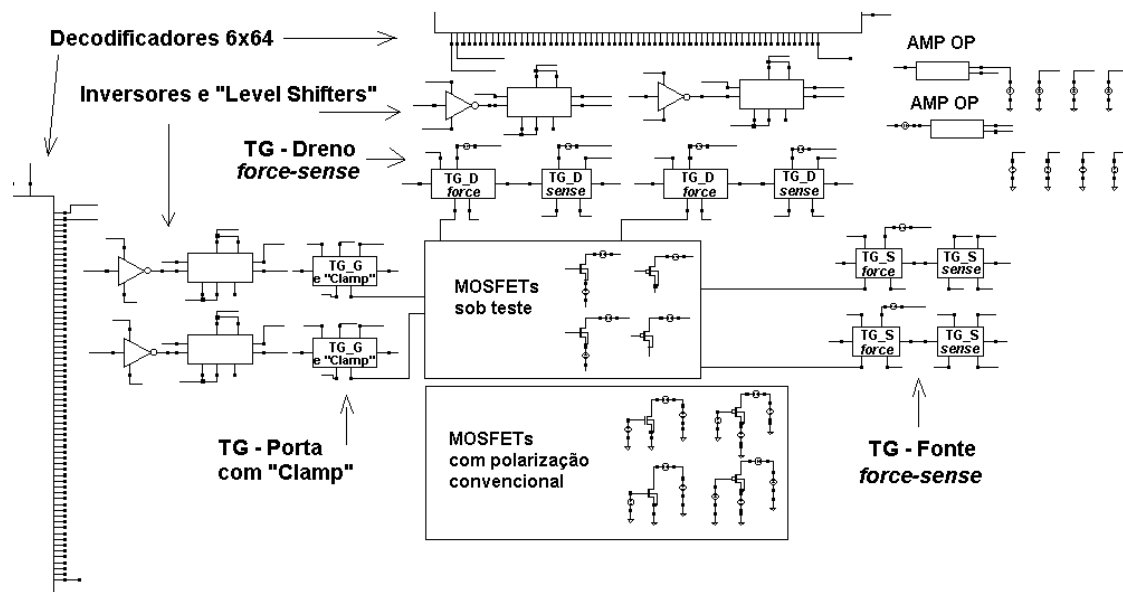 Decodificadores 6x64
AMP OP
Inversores e "Level Shifters"
AMP OP
TG - Dreno
force-sense
TG_D
force
TG_D
sense
TG_D
force
TG_D
sense
TG_G
e "Clamp"
MOSFETs
sob teste
TG_S
force
TG_S
sense
TG_G
e "Clamp"
TG_S
force
TG_S
sense
TG - Porta
com "Clamp"
MOSFETs
com polarização
convencional
TG - Fonte
force-sense